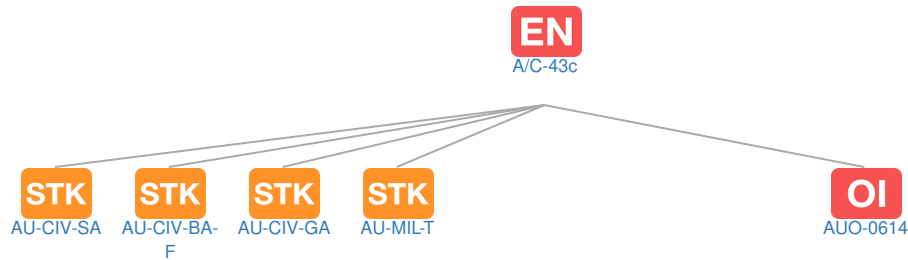 EN
A/C-43c
STK STK STK STK OI
AU-CIV-SA AU-CIV-BA- AU-CIV-GA AU-MIL-T AUO-0614
F